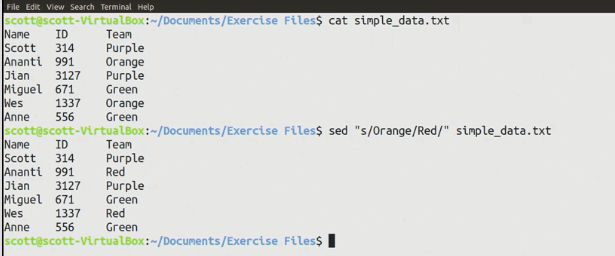 File Edit View Search Terminal Help
scott@scott-VirtualBox:~/Documents/Exercise Files$ cat simple_data.txt
Name    ID      Team
Scott   314     Purple
Ananti  991     Orange
Jian    3127    Purple
Miguel  671     Green
Wes     1337    Orange
Anne    556     Green
scott@scott-VirtualBox:~/Documents/Exercise Files$ sed "s/Orange/Red/" simple_data.txt
Name    ID      Team
Scott   314     Purple
Ananti  991     Red
Jian    3127    Purple
Miguel  671     Green
Wes     1337    Red
Anne    556     Green
scott@scott-VirtualBox:~/Documents/Exercise Files$